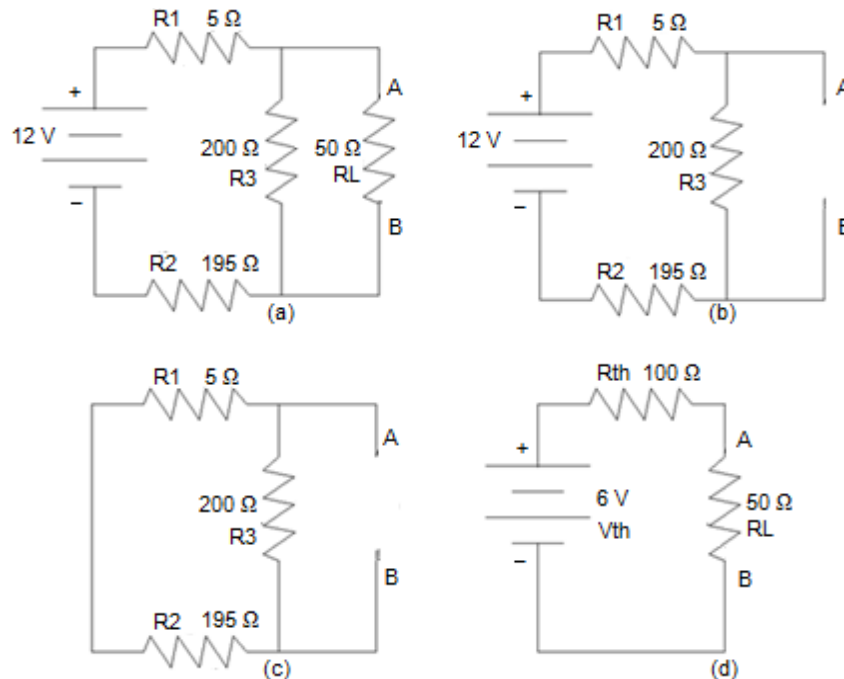 R1 5 Ω
+
A
12 V
200 Ω 50 Ω
R3 RL
−
B
R2 195 Ω
(a)
R1 5 Ω
+
A
12 V
200 Ω
R3
−
B
R2 195 Ω
(b)
R1 5 Ω
A
200 Ω
R3
B
R2 195 Ω
(c)
Rth 100 Ω
+
A
6 V
Vth
50 Ω
RL
−
B
(d)